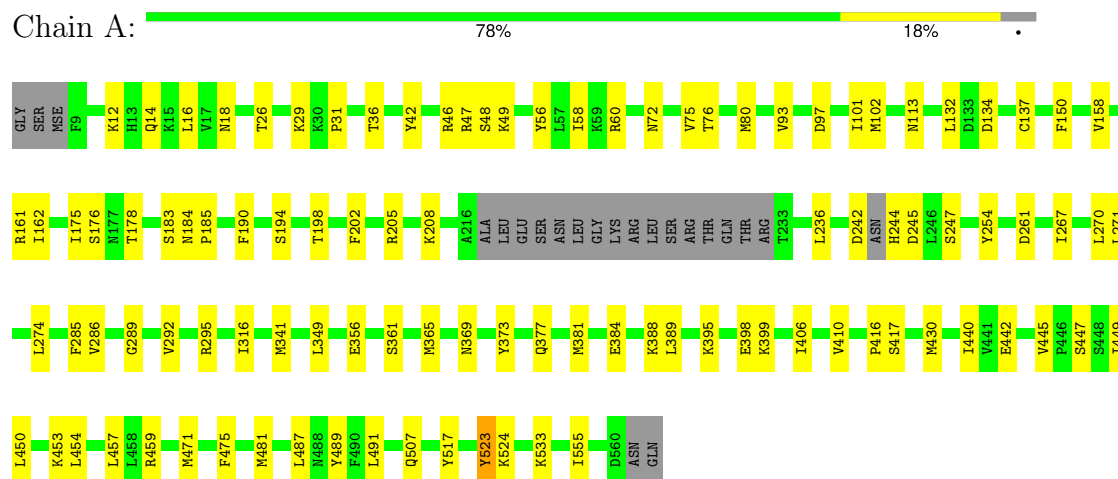 Chain A:
78% 18% •
GLY SER MSE F9 K12 H13 Q14 K15 L16 V17 N18 T26 K29 K30 P31 T36 Y42 R46 R47 S48 K49 Y56 L57 I58 K59 R60 N72 V75 T76 M80 V93 D97 I101 M102 N113 L132 D133 D134 C137 F150 V158
R161 I162 I175 S176 N177 T178 S183 N184 P185 F190 S194 T198 F202 R205 K208 A216 ALA LEU GLU SER ASN LEU GLY LYS ARG LEU SER ARG THR GLN THR ARG T233 L236 D242 ASN H244 D245 L246 S247 Y254 D261 I267 L270 L271
L274 F285 V286 G289 V292 R295 I316 M341 L349 E356 S361 M365 N369 Y373 Q377 M381 E384 K388 L389 K395 E398 K399 I406 V410 P416 S417 M430 I440 V441 E442 V445 P446 S447 S448 I449
L450 K453 L454 L457 L458 R459 M471 F475 M481 L487 N488 Y489 F490 L491 Q507 Y517 Y523 K524 K533 I555 D560 ASN GLN